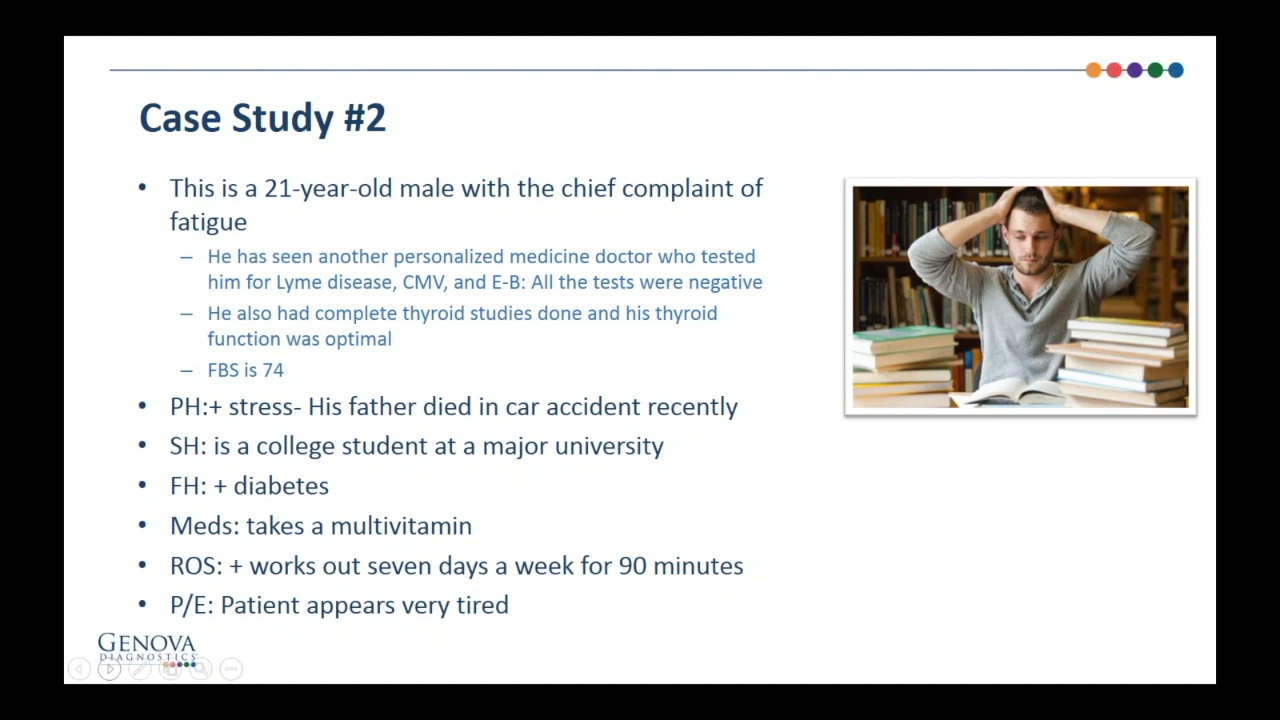 Case Study #2
• This is a 21-year-old male with the chief complaint of
fatigue
– He has seen another personalized medicine doctor who tested
him for Lyme disease, CMV, and E-B: All the tests were negative
– He also had complete thyroid studies done and his thyroid
function was optimal
– FBS is 74
• PH:+ stress- His father died in car accident recently
• SH: is a college student at a major university
• FH: + diabetes
• Meds: takes a multivitamin
• ROS: + works out seven days a week for 90 minutes
• P/E: Patient appears very tired
GENOVA
DIAGNOSTICS